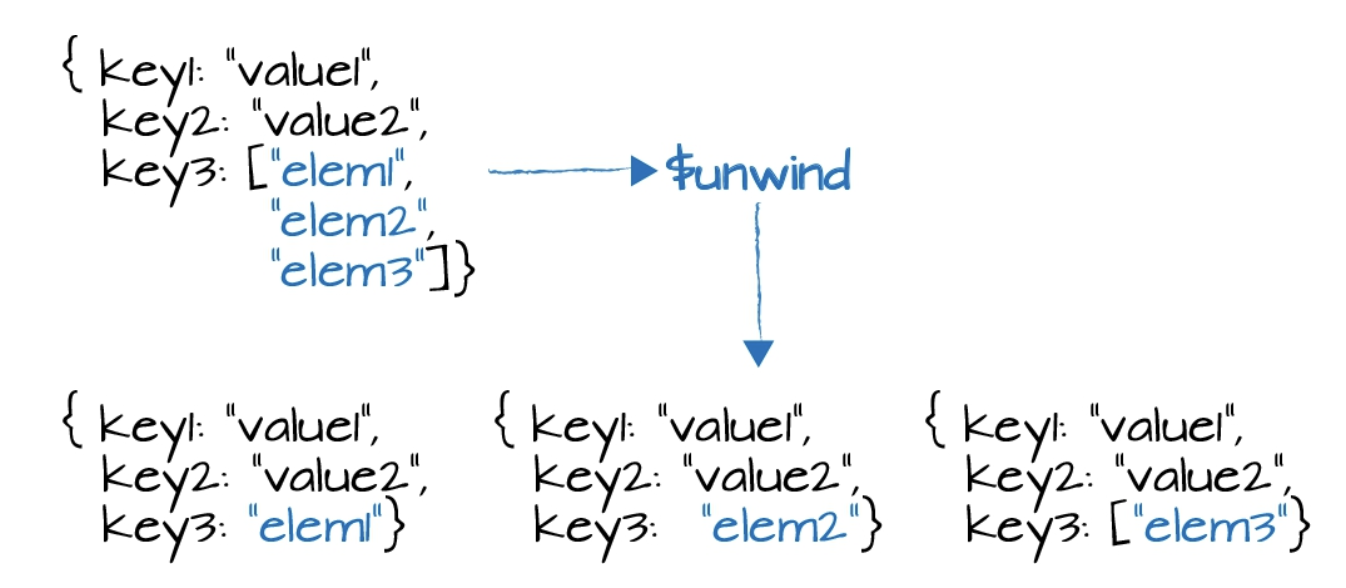 { key1: "value1",
key2: "value2",
key3: ["elem1",
"elem2",
"elem3"]}
$unwind
{ key1: "value1",
key2: "value2",
key3: "elem1"}
{ key1: "value1",
key2: "value2",
key3: "elem2"}
{ key1: "value1",
key2: "value2",
key3: ["elem3"}